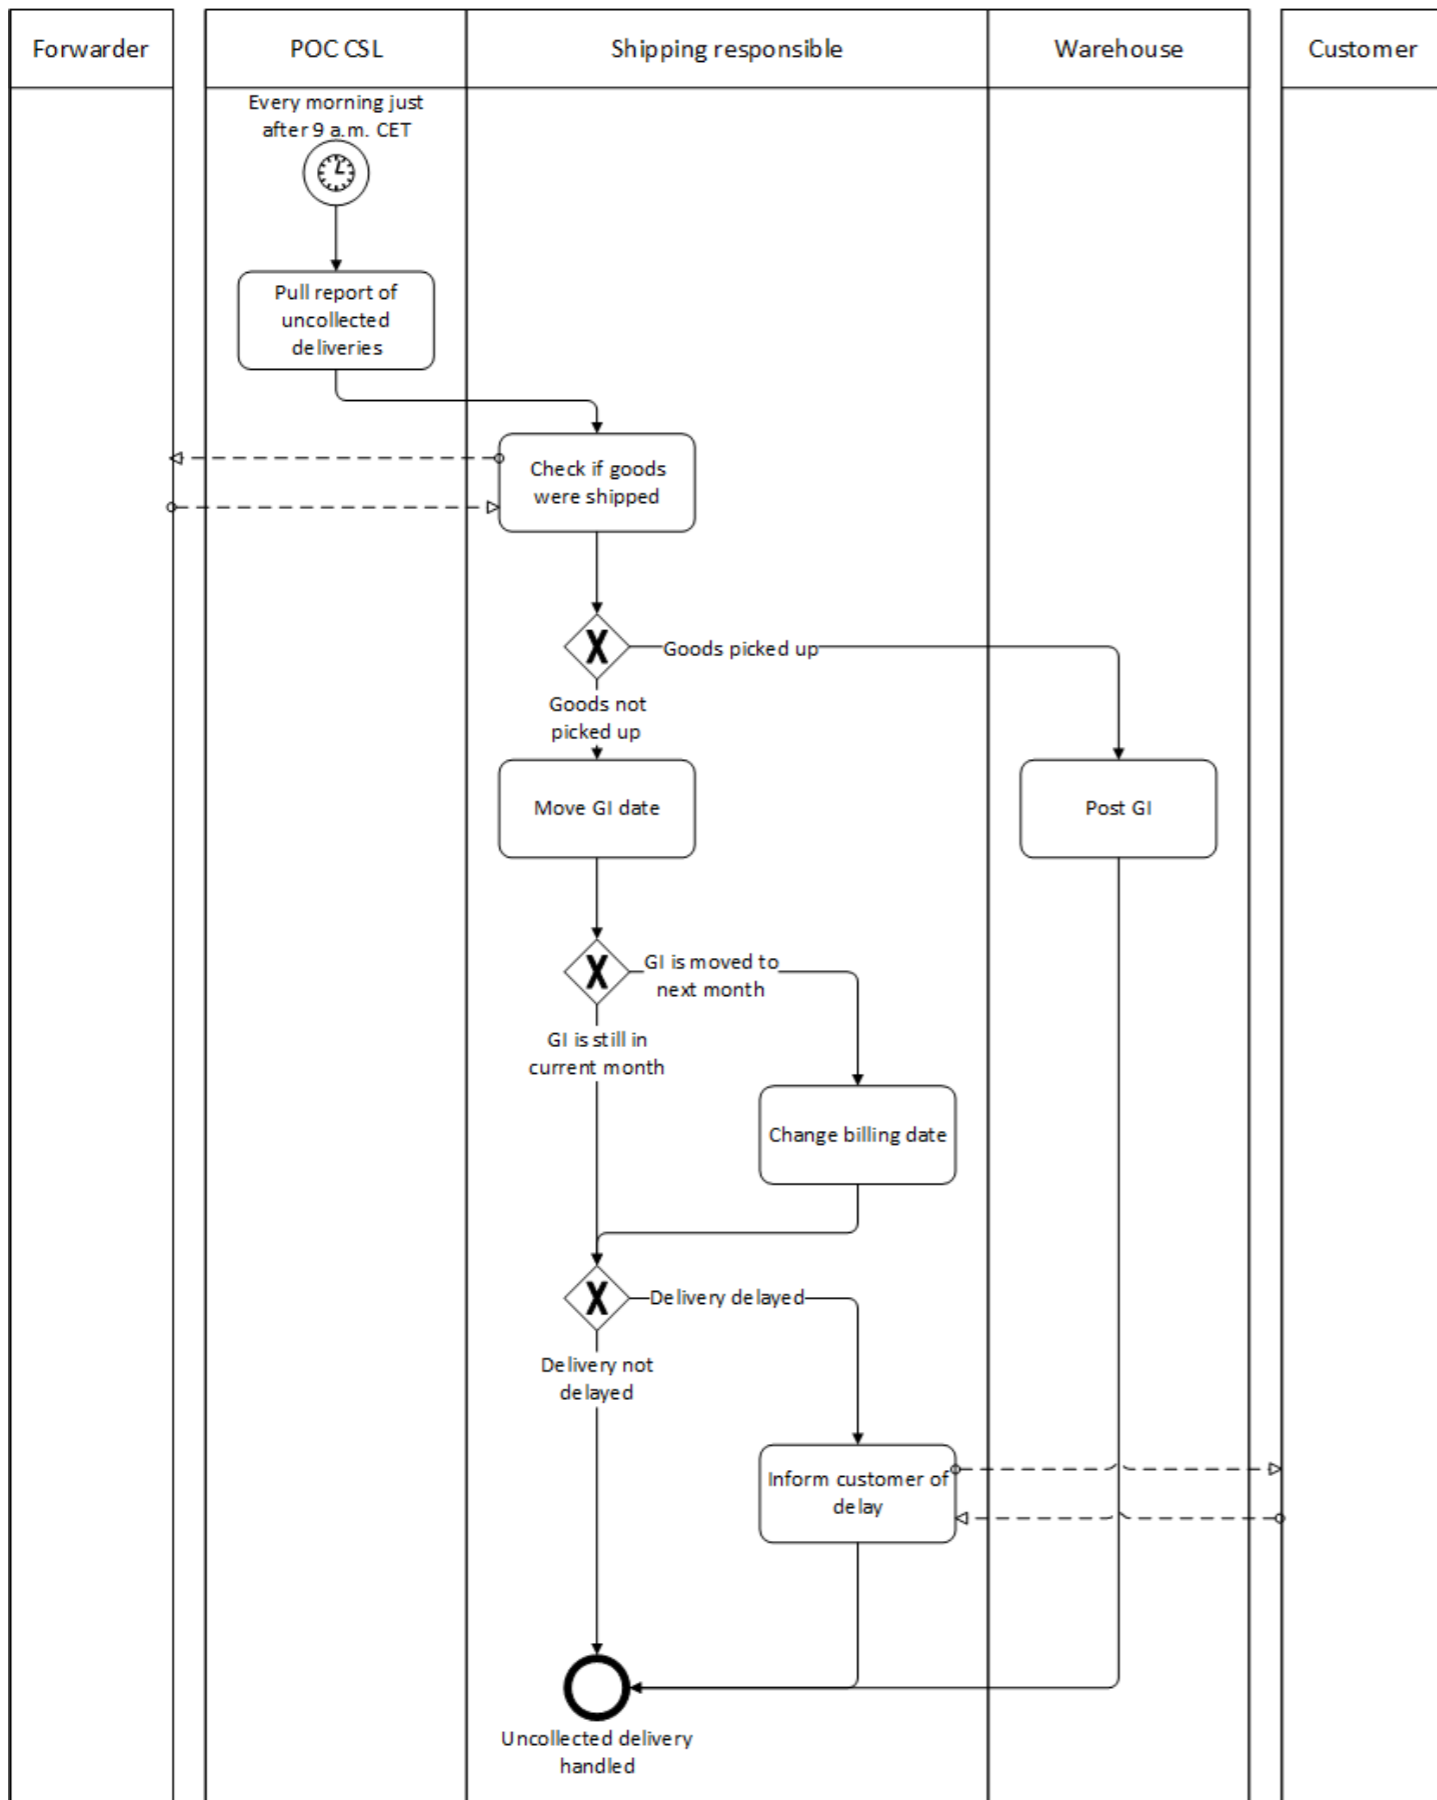 Forwarder
POC CSL
Shipping responsible
Warehouse
Customer
Every morning just
after 9 a.m. CET
Pull report of
uncollected
deliveries
Check if goods
were shipped
X
Goods picked up
Goods not
picked up
Move GI date
Post GI
X
GI is moved to
next month
GI is still in
current month
Change billing date
X
Delivery delayed
Delivery not
delayed
Inform customer of
delay
Uncollected delivery
handled